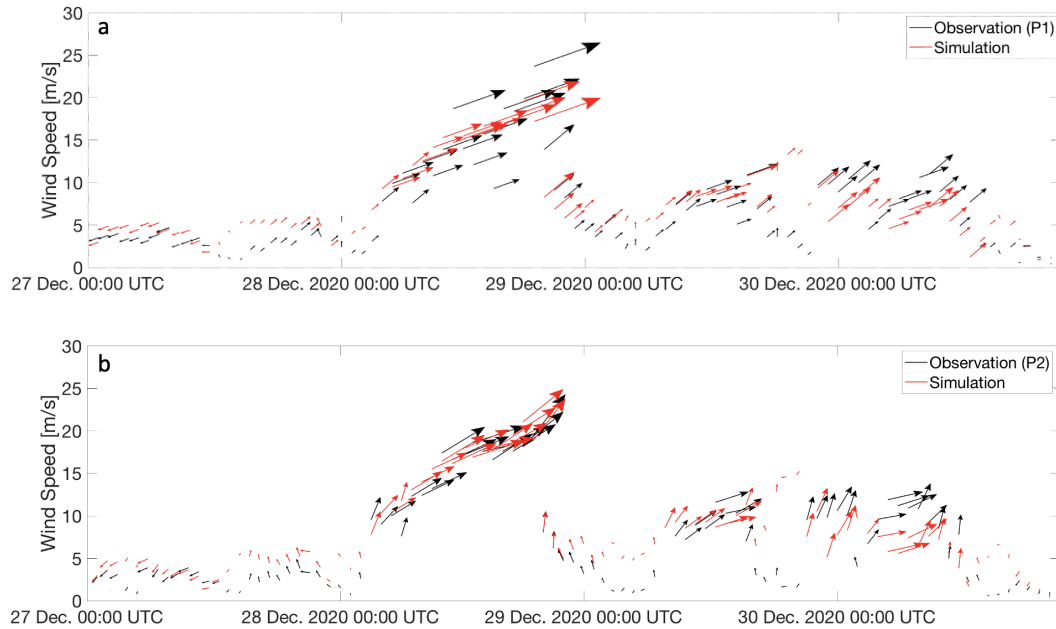 a
Observation (P1)
Simulation
Wind Speed [m/s]
30
25
20
15
10
5
0
27 Dec. 00:00 UTC
28 Dec. 2020 00:00 UTC
29 Dec. 2020 00:00 UTC
30 Dec. 2020 00:00 UTC
b
Observation (P2)
Simulation
Wind Speed [m/s]
30
25
20
15
10
5
0
27 Dec. 00:00 UTC
28 Dec. 2020 00:00 UTC
29 Dec. 2020 00:00 UTC
30 Dec. 2020 00:00 UTC